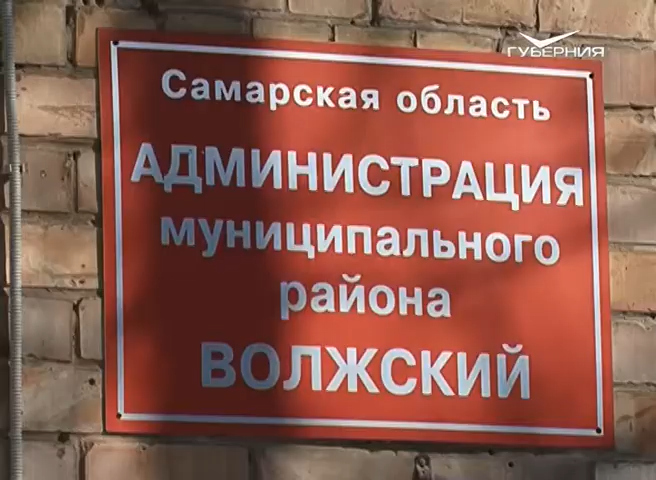 ГУБЕРНИЯ
Самарская область
АДМИНИСТРАЦИЯ
муниципального
района
ВОЛЖСКИЙ